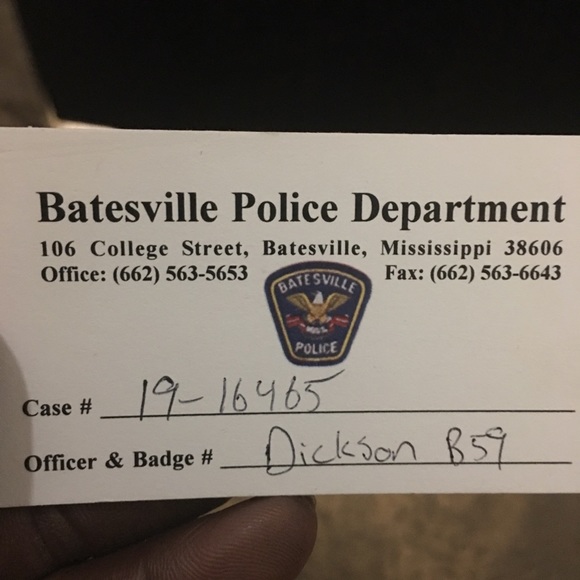 Batesville Police Department
106 College Street, Batesville, Mississippi 38606
Office: (662) 563-5653 Fax: (662) 563-6643
BATESVILLE
MISS.
POLICE
Case # 19-16465
Officer & Badge # Dickson B59